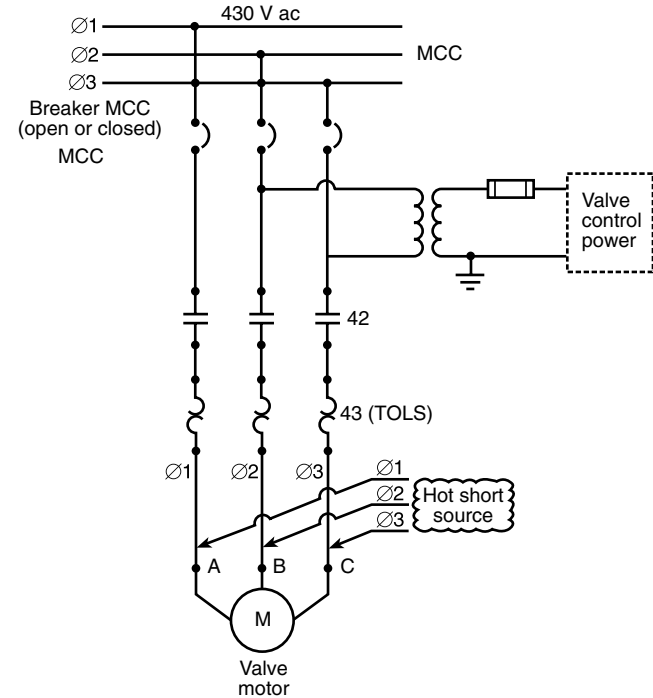 430 V ac
∅1
∅2
MCC
∅3
Breaker MCC
(open or closed)
MCC
Valve
control
power
42
43 (TOLS)
∅1
∅2
∅3
∅1
∅2
∅3
Hot short
source
A
B
C
M
Valve
motor